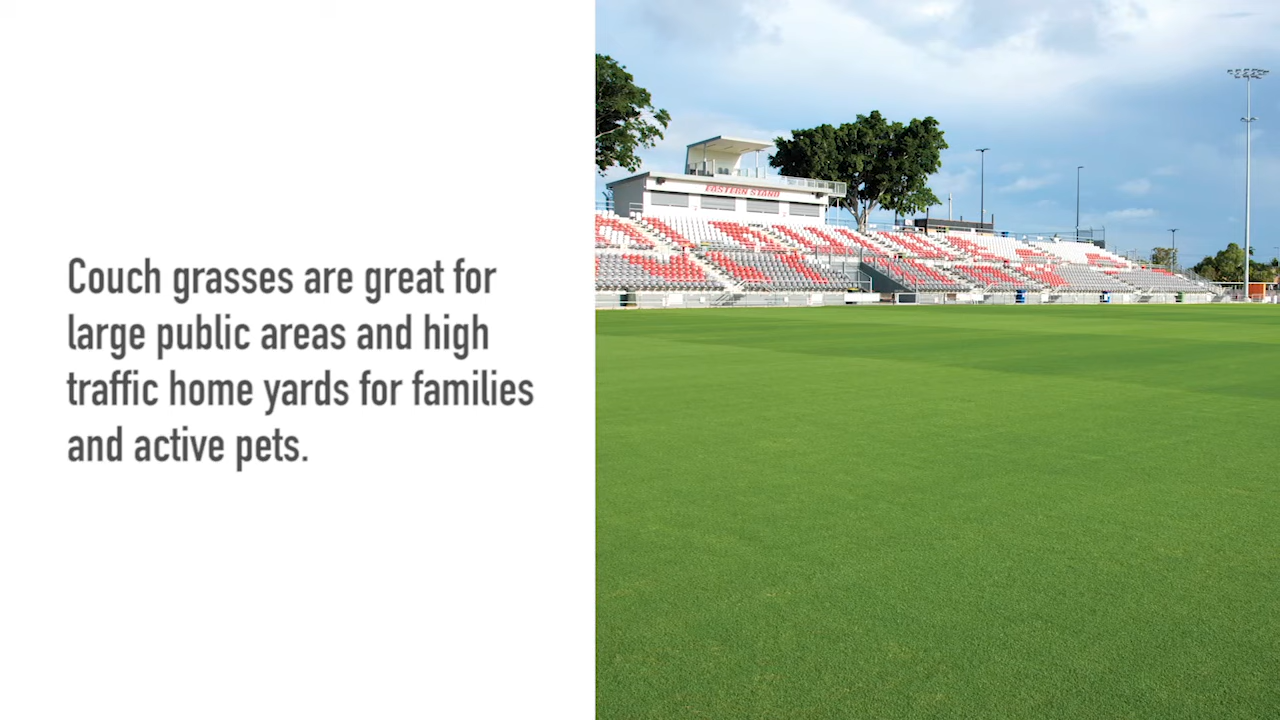 Couch grasses are great for
large public areas and high
traffic home yards for families
and active pets.
EASTERN STAND